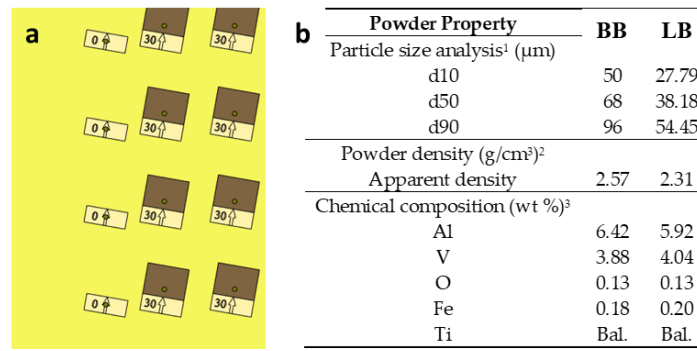 a
0 30 30
0 30 30
0 30 30
0 30 30
b
Powder Property BB LB
Particle size analysis¹ (μm)
d10 50 27.79
d50 68 38.18
d90 96 54.45
Powder density (g/cm³)²
Apparent density 2.57 2.31
Chemical composition (wt %)³
Al 6.42 5.92
V 3.88 4.04
O 0.13 0.13
Fe 0.18 0.20
Ti Bal. Bal.